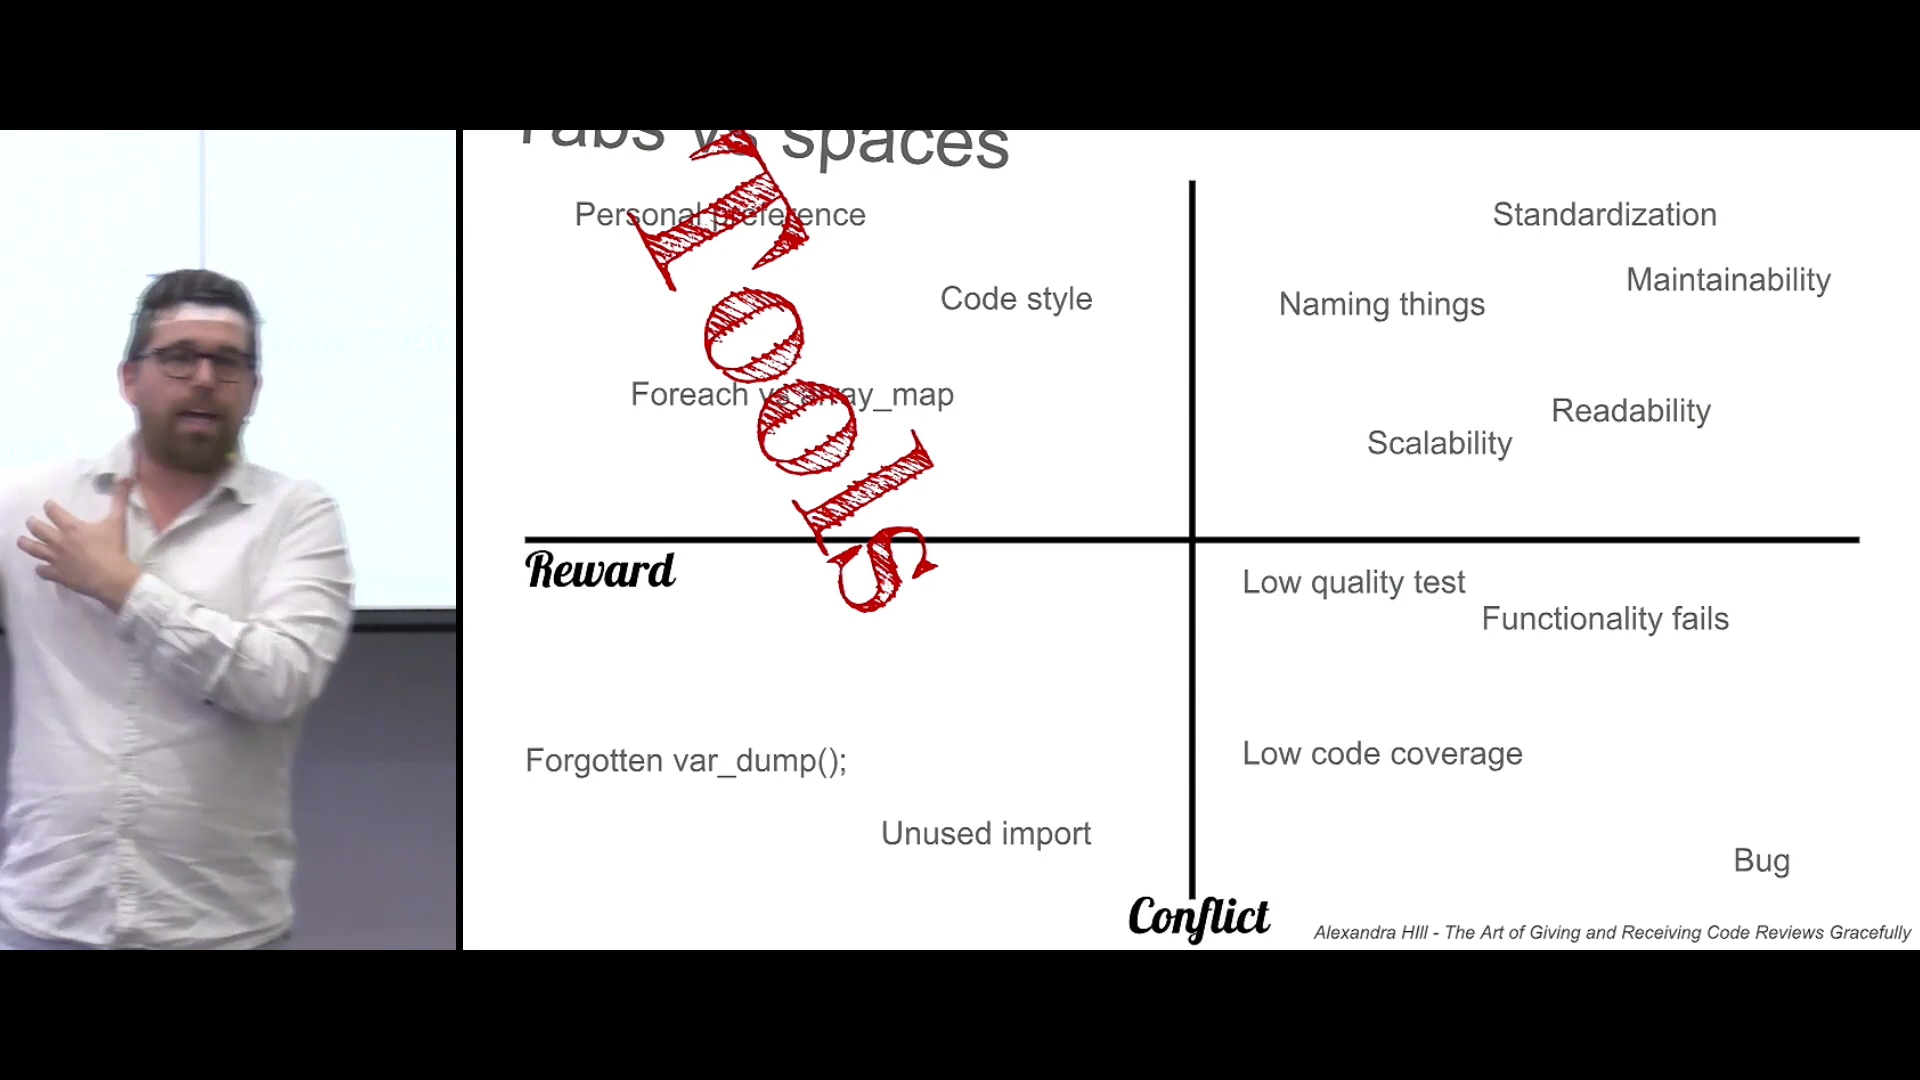 Tabs vs spaces
Personal preference
Standardization
Maintainability
Code style
Naming things
Foreach vs array_map
Readability
Scalability
Tools
Reward
Low quality test
Functionality fails
Forgotten var_dump();
Low code coverage
Unused import
Bug
Conflict
Alexandra HIll - The Art of Giving and Receiving Code Reviews Gracefully